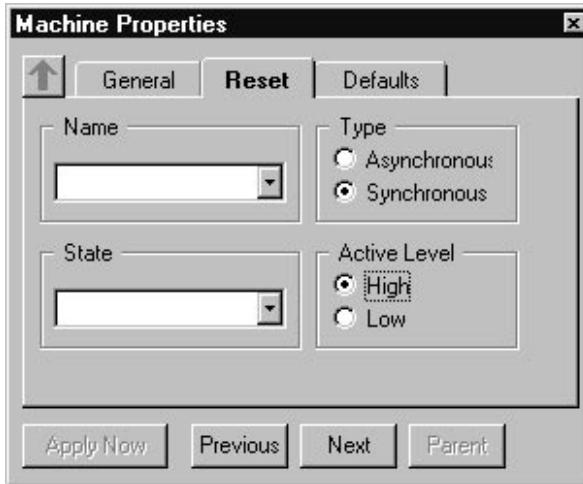 Machine Properties
General Reset Defaults
Name
Type
Asynchronous
Synchronous
State
Active Level
High
Low
Apply Now Previous Next Parent